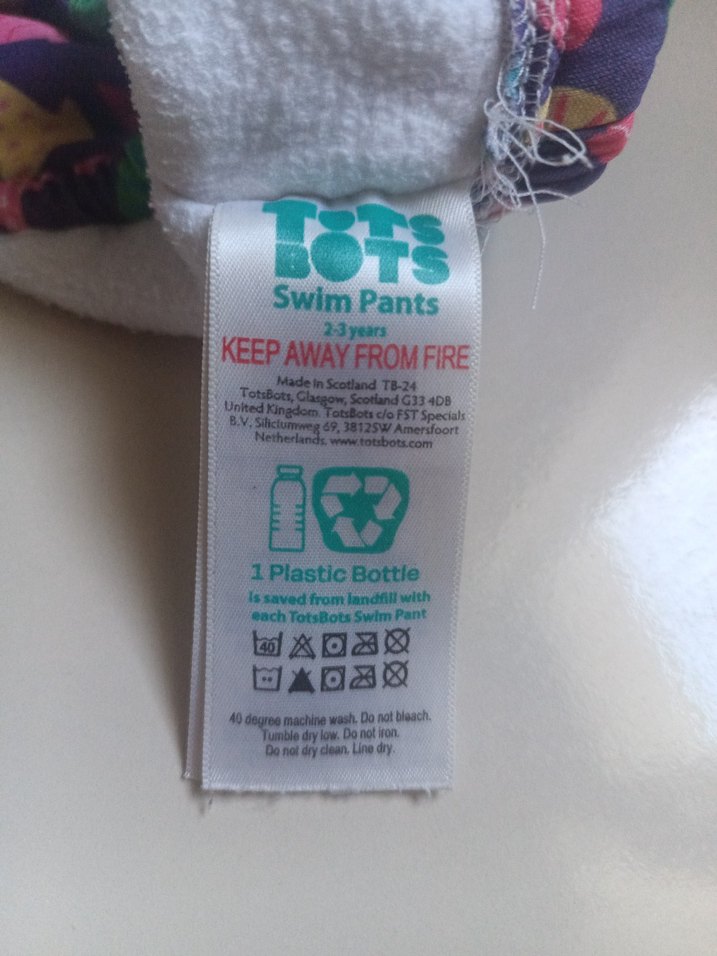 TOTS
BOTS
Swim Pants
2-3 years
KEEP AWAY FROM FIRE
Made in Scotland TB-24
TotsBots, Glasgow, Scotland G33 4DB
United Kingdom. TotsBots c/o FST Specials
B.V. Siliciumweg 69, 3812SW Amersfoort
Netherlands. www.totsbots.com
1 Plastic Bottle
is saved from landfill with
each TotsBots Swim Pant
40
40 degree machine wash. Do not bleach.
Tumble dry low. Do not iron.
Do not dry clean. Line dry.